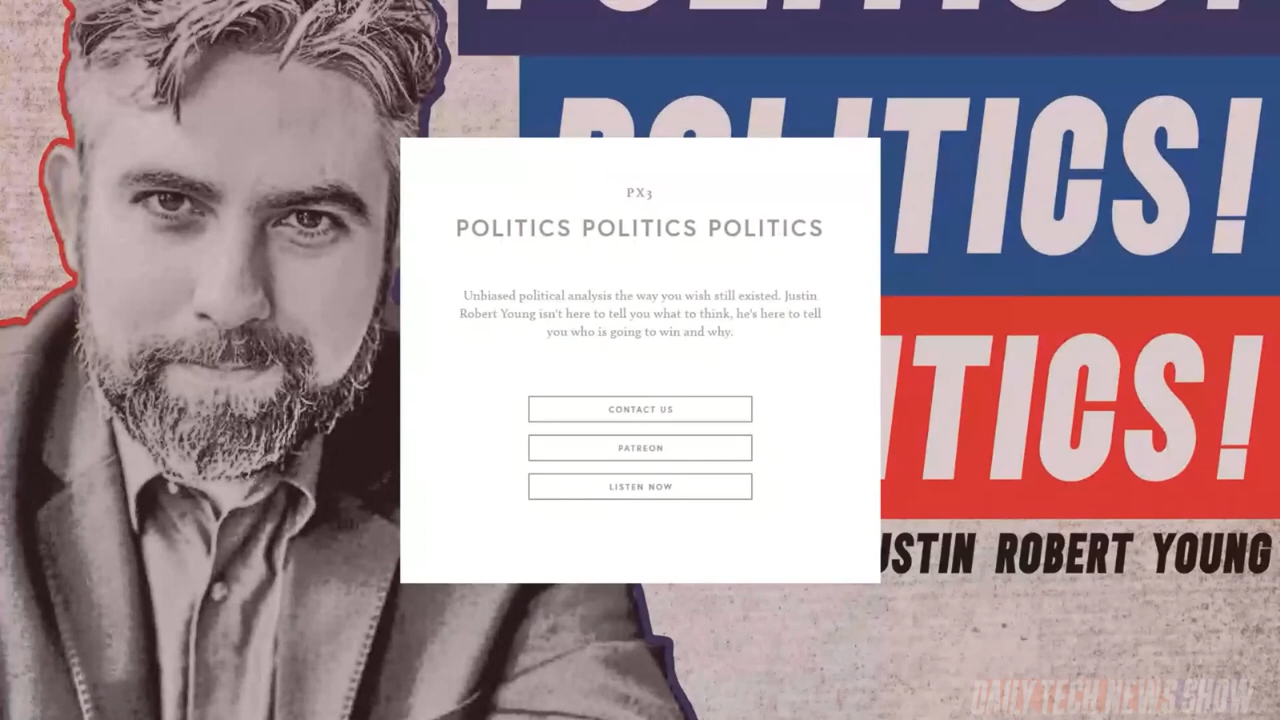 POLITICS!
POLITICS!
PX3
POLITICS POLITICS POLITICS
Unbiased political analysis the way you wish still existed. Justin
Robert Young isn't here to tell you what to think, he's here to tell
you who is going to win and why.
ITICS!
CONTACT US
PATREON
LISTEN NOW
USTIN ROBERT YOUNG
DAILY TECH NEWS SHOW